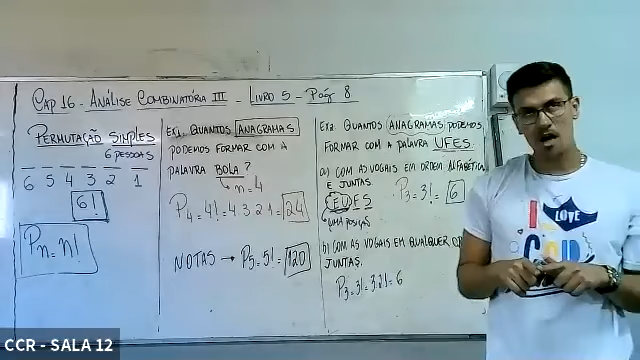 CAP 16 - ANÁLISE COMBINATÓRIA III - LIVRO 5 - PÁG 8
PERMUTAÇÃO SIMPLES
6 PESSOAS
6 5 4 3 2 1
6!
Pn = n!
EX1. QUANTOS ANAGRAMAS
PODEMOS FORMAR COM A
PALAVRA BOLA?
n=4
P4 = 4! = 4.3.2.1 = 24
NOTAS → P5 = 5! = 120
EX2. QUANTOS ANAGRAMAS PODEMOS
FORMAR COM A PALAVRA UFES.
a) COM AS VOGAIS EM ORDEM ALFABÉTICA
E JUNTAS.
P3 = 3! = 6
EUFS
UMA POSIÇÃO
b) COM AS VOGAIS EM QUALQUER
JUNTAS.
P3 = 3! = 3.2.1 = 6
LOVE
CCR - SALA 12